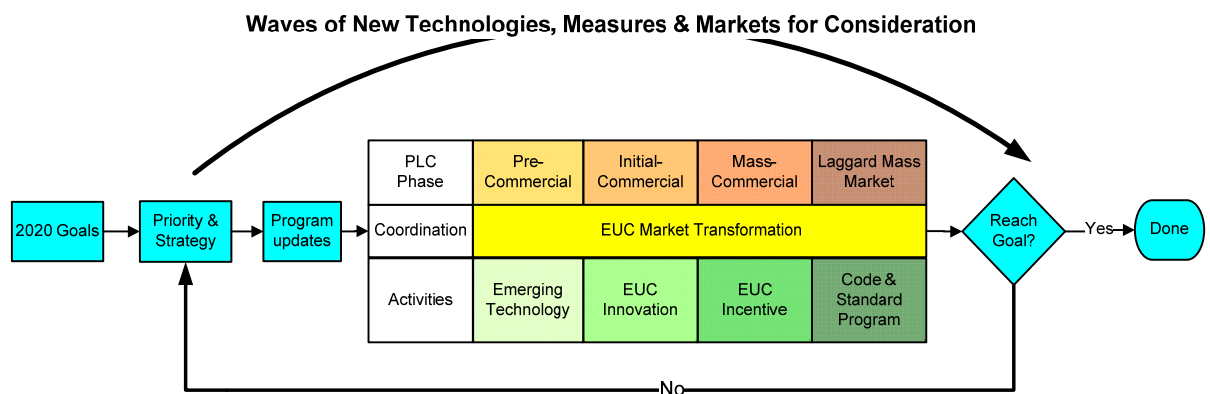 Waves of New Technologies, Measures & Markets for Consideration
2020 Goals
Priority &
Strategy
Program
updates
PLC
Phase
Pre-
Commercial
Initial-
Commercial
Mass-
Commercial
Laggard Mass
Market
Coordination
EUC Market Transformation
Activities
Emerging
Technology
EUC
Innovation
EUC
Incentive
Code &
Standard
Program
Reach
Goal?
Yes
Done
No